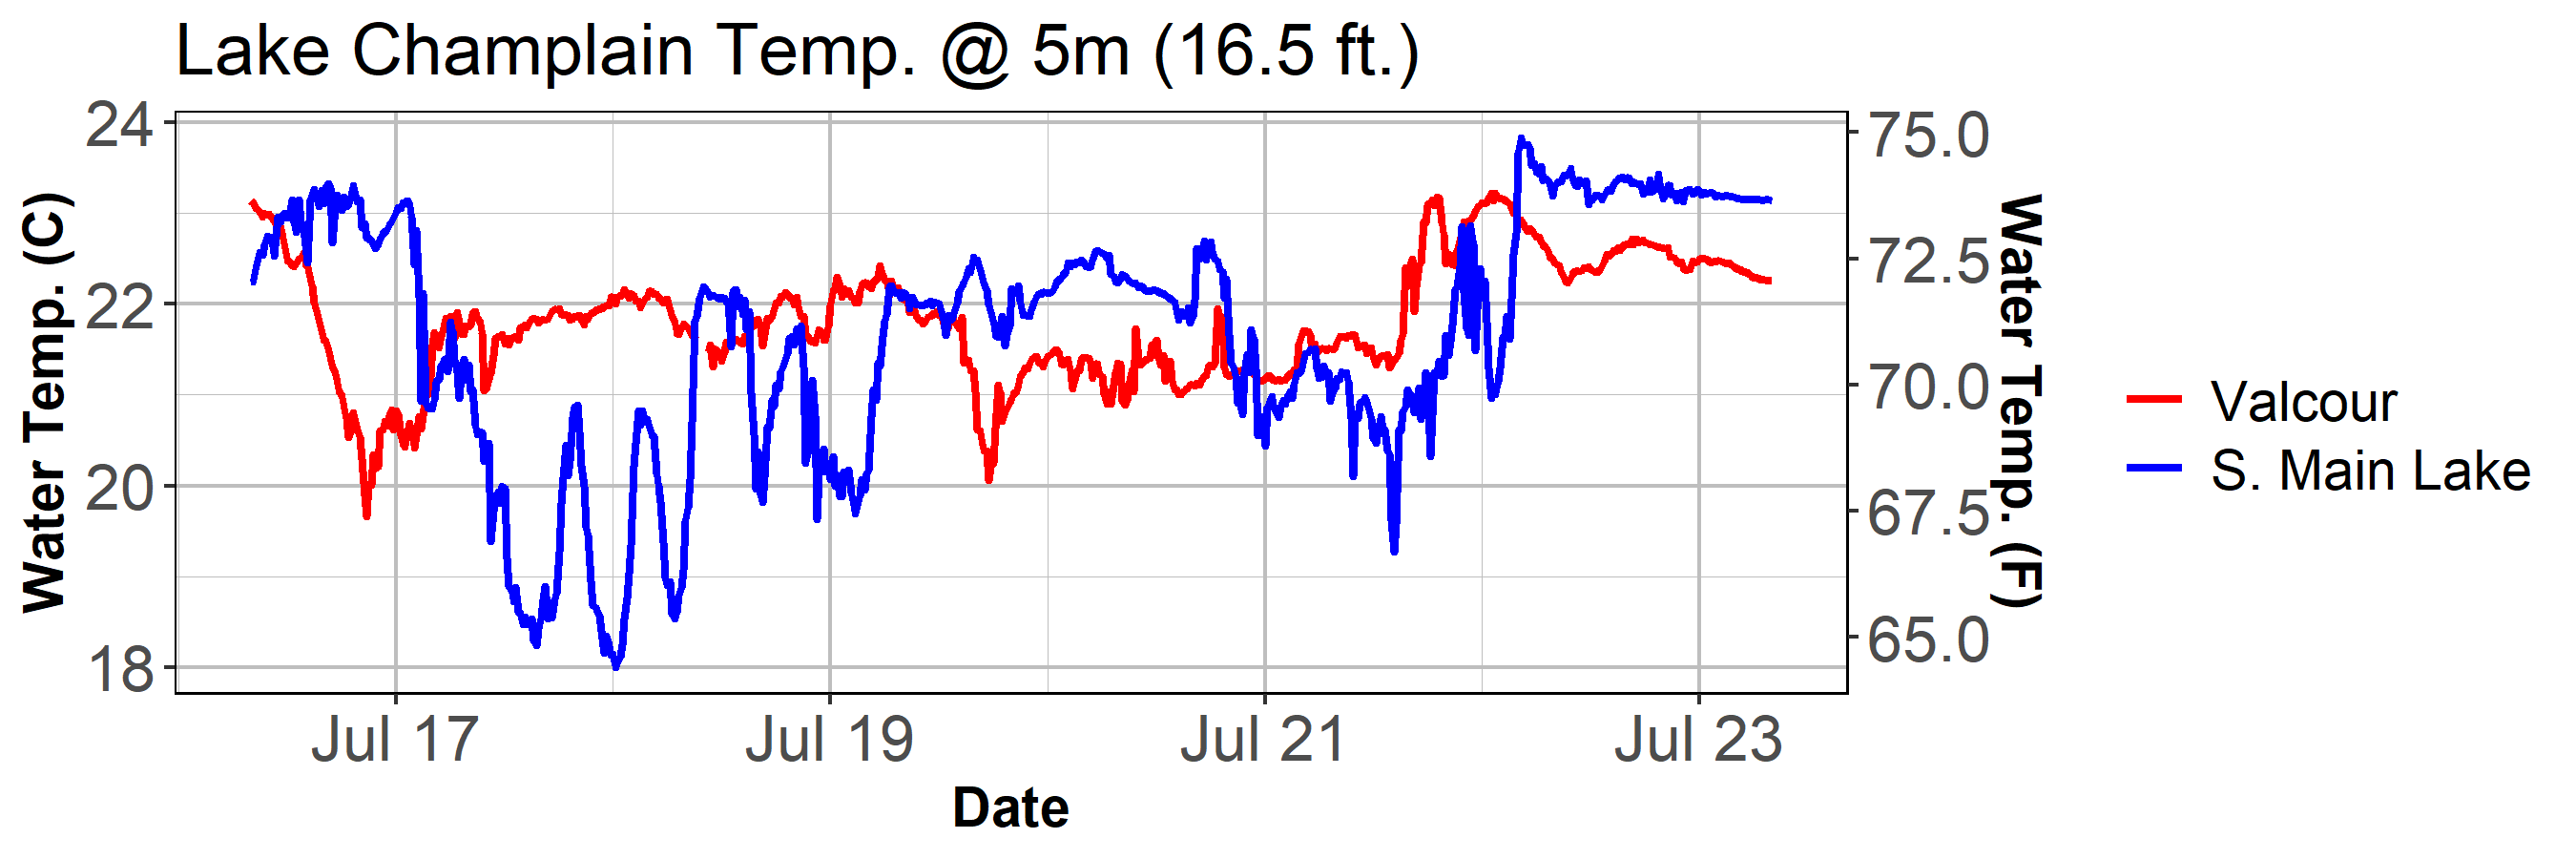 Lake Champlain Temp. @ 5m (16.5 ft.)
Water Temp. (C)
24
22
20
18
75.0
72.5
70.0
67.5
65.0
Water Temp. (F)
Jul 17
Jul 19
Jul 21
Jul 23
Date
Valcour
S. Main Lake